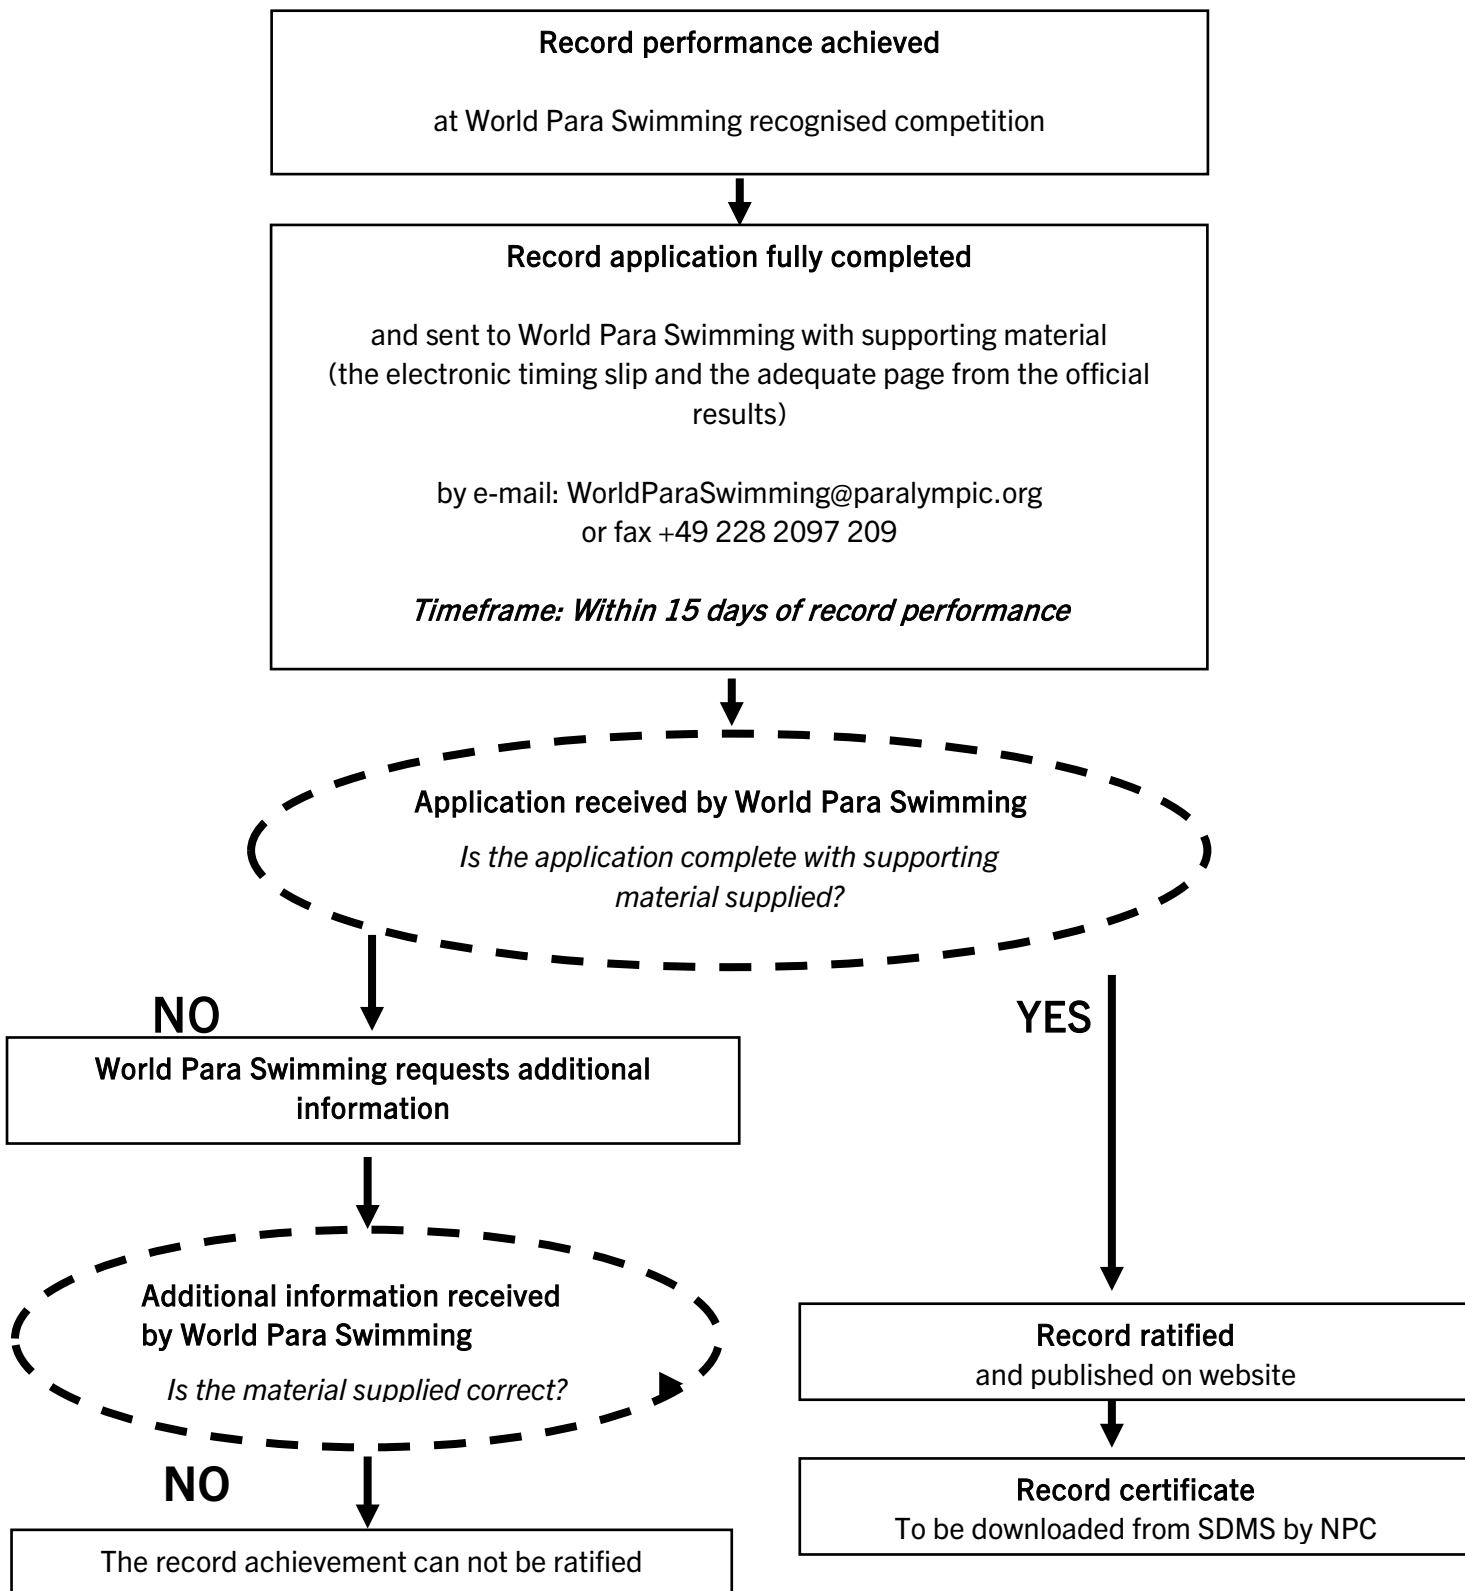 Record performance achieved
at World Para Swimming recognised competition
Record application fully completed
and sent to World Para Swimming with supporting material
(the electronic timing slip and the adequate page from the official
results)
by e-mail: WorldParaSwimming@paralympic.org
or fax +49 228 2097 209
Timeframe: Within 15 days of record performance
Application received by World Para Swimming
Is the application complete with supporting
material supplied?
NO
YES
World Para Swimming requests additional
information
Additional information received
by World Para Swimming
Is the material supplied correct?
Record ratified
and published on website
NO
Record certificate
To be downloaded from SDMS by NPC
The record achievement can not be ratified